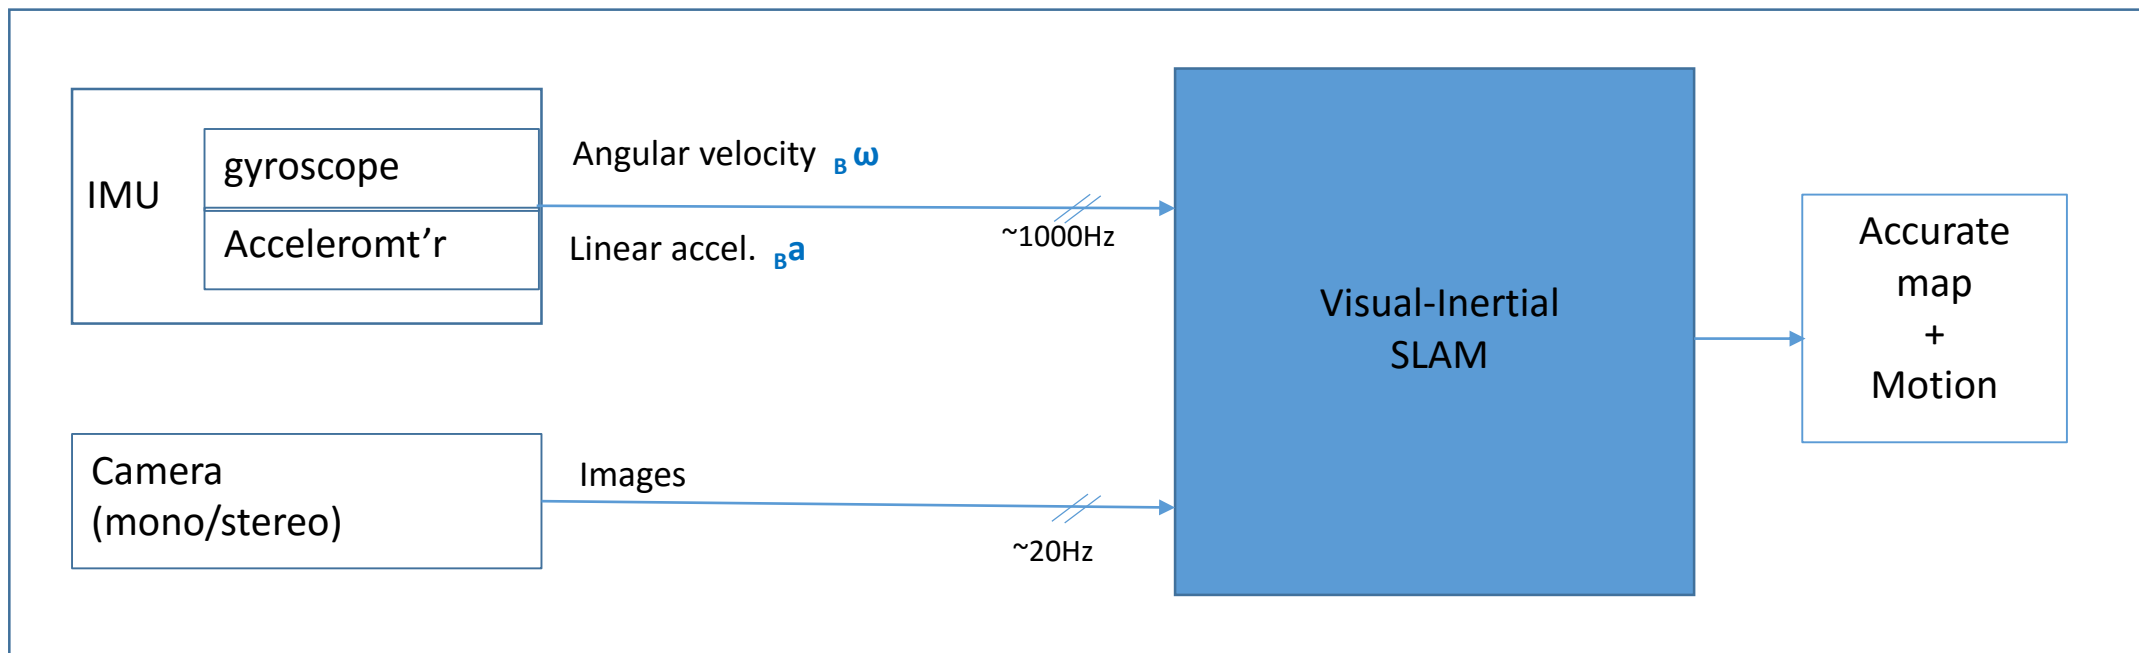 IMU
gyroscope
Acceleromt’r
Angular velocity B ω
Linear accel. Ba
~1000Hz
Camera
(mono/stereo)
Images
~20Hz
Visual-Inertial
SLAM
Accurate
map
+
Motion